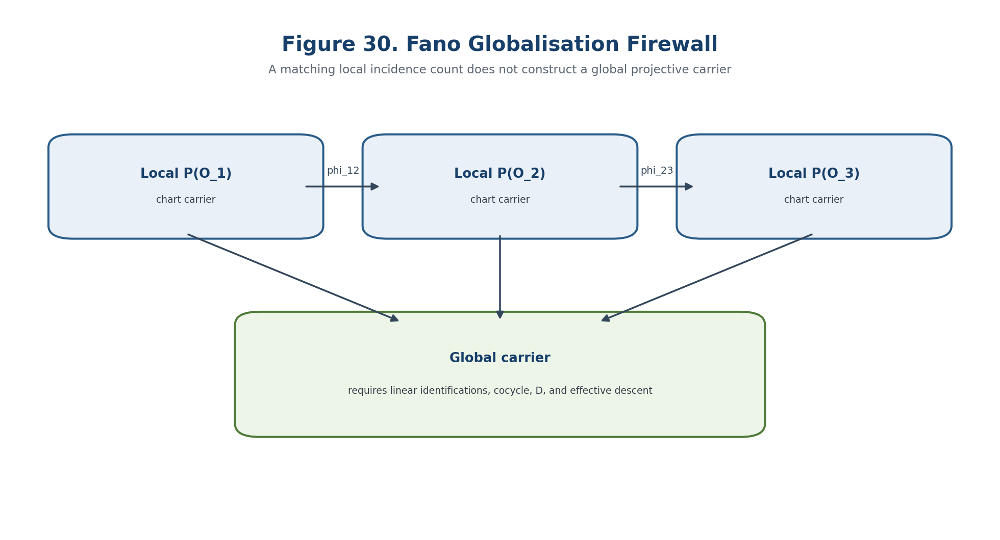 Figure 30. Fano Globalisation Firewall
A matching local incidence count does not construct a global projective carrier
Local P(O_1)
chart carrier
phi_12
Local P(O_2)
chart carrier
phi_23
Local P(O_3)
chart carrier
Global carrier
requires linear identifications, cocycle, D, and effective descent